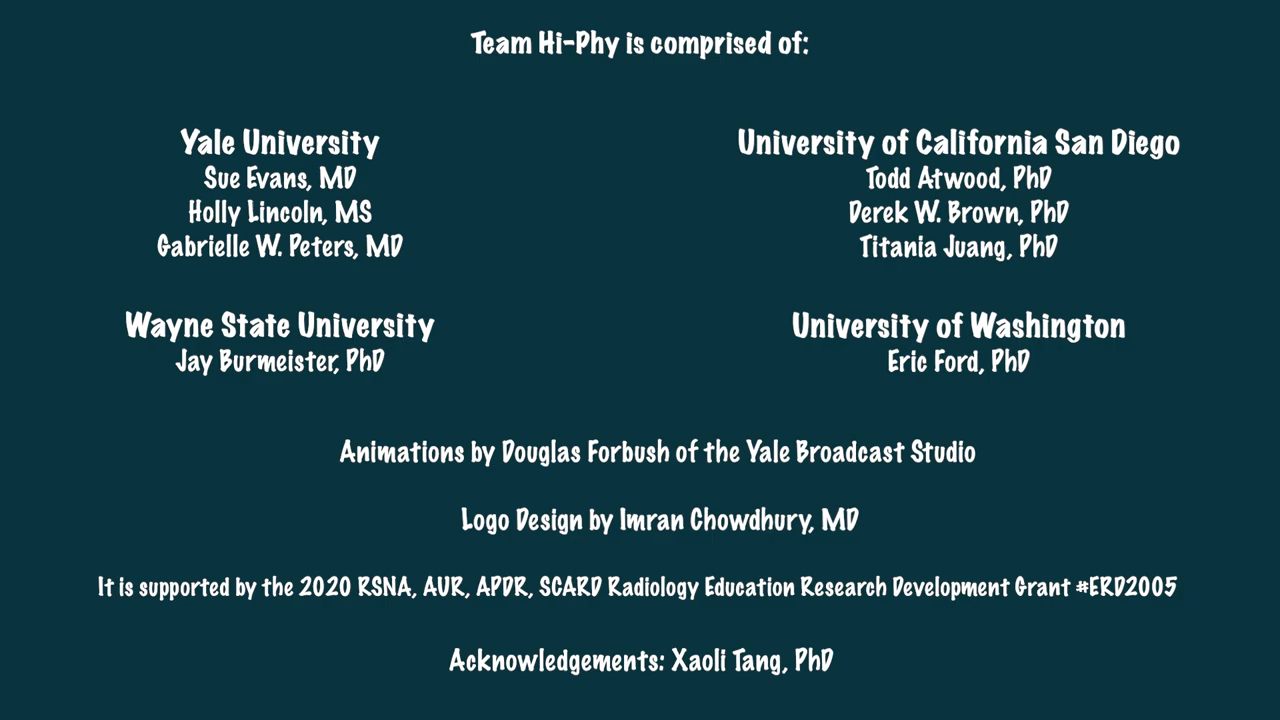 Team Hi-Phy is comprised of:
Yale University
Sue Evans, MD
Holly Lincoln, MS
Gabrielle W. Peters, MD
University of California San Diego
Todd Atwood, PhD
Derek W. Brown, PhD
Titania Juang, PhD
Wayne State University
Jay Burmeister, PhD
University of Washington
Eric Ford, PhD
Animations by Douglas Forbush of the Yale Broadcast Studio
Logo Design by Imran Chowdhury, MD
It is supported by the 2020 RSNA, AUR, APDR, SCARD Radiology Education Research Development Grant #ERD2005
Acknowledgements: Xaoli Tang, PhD